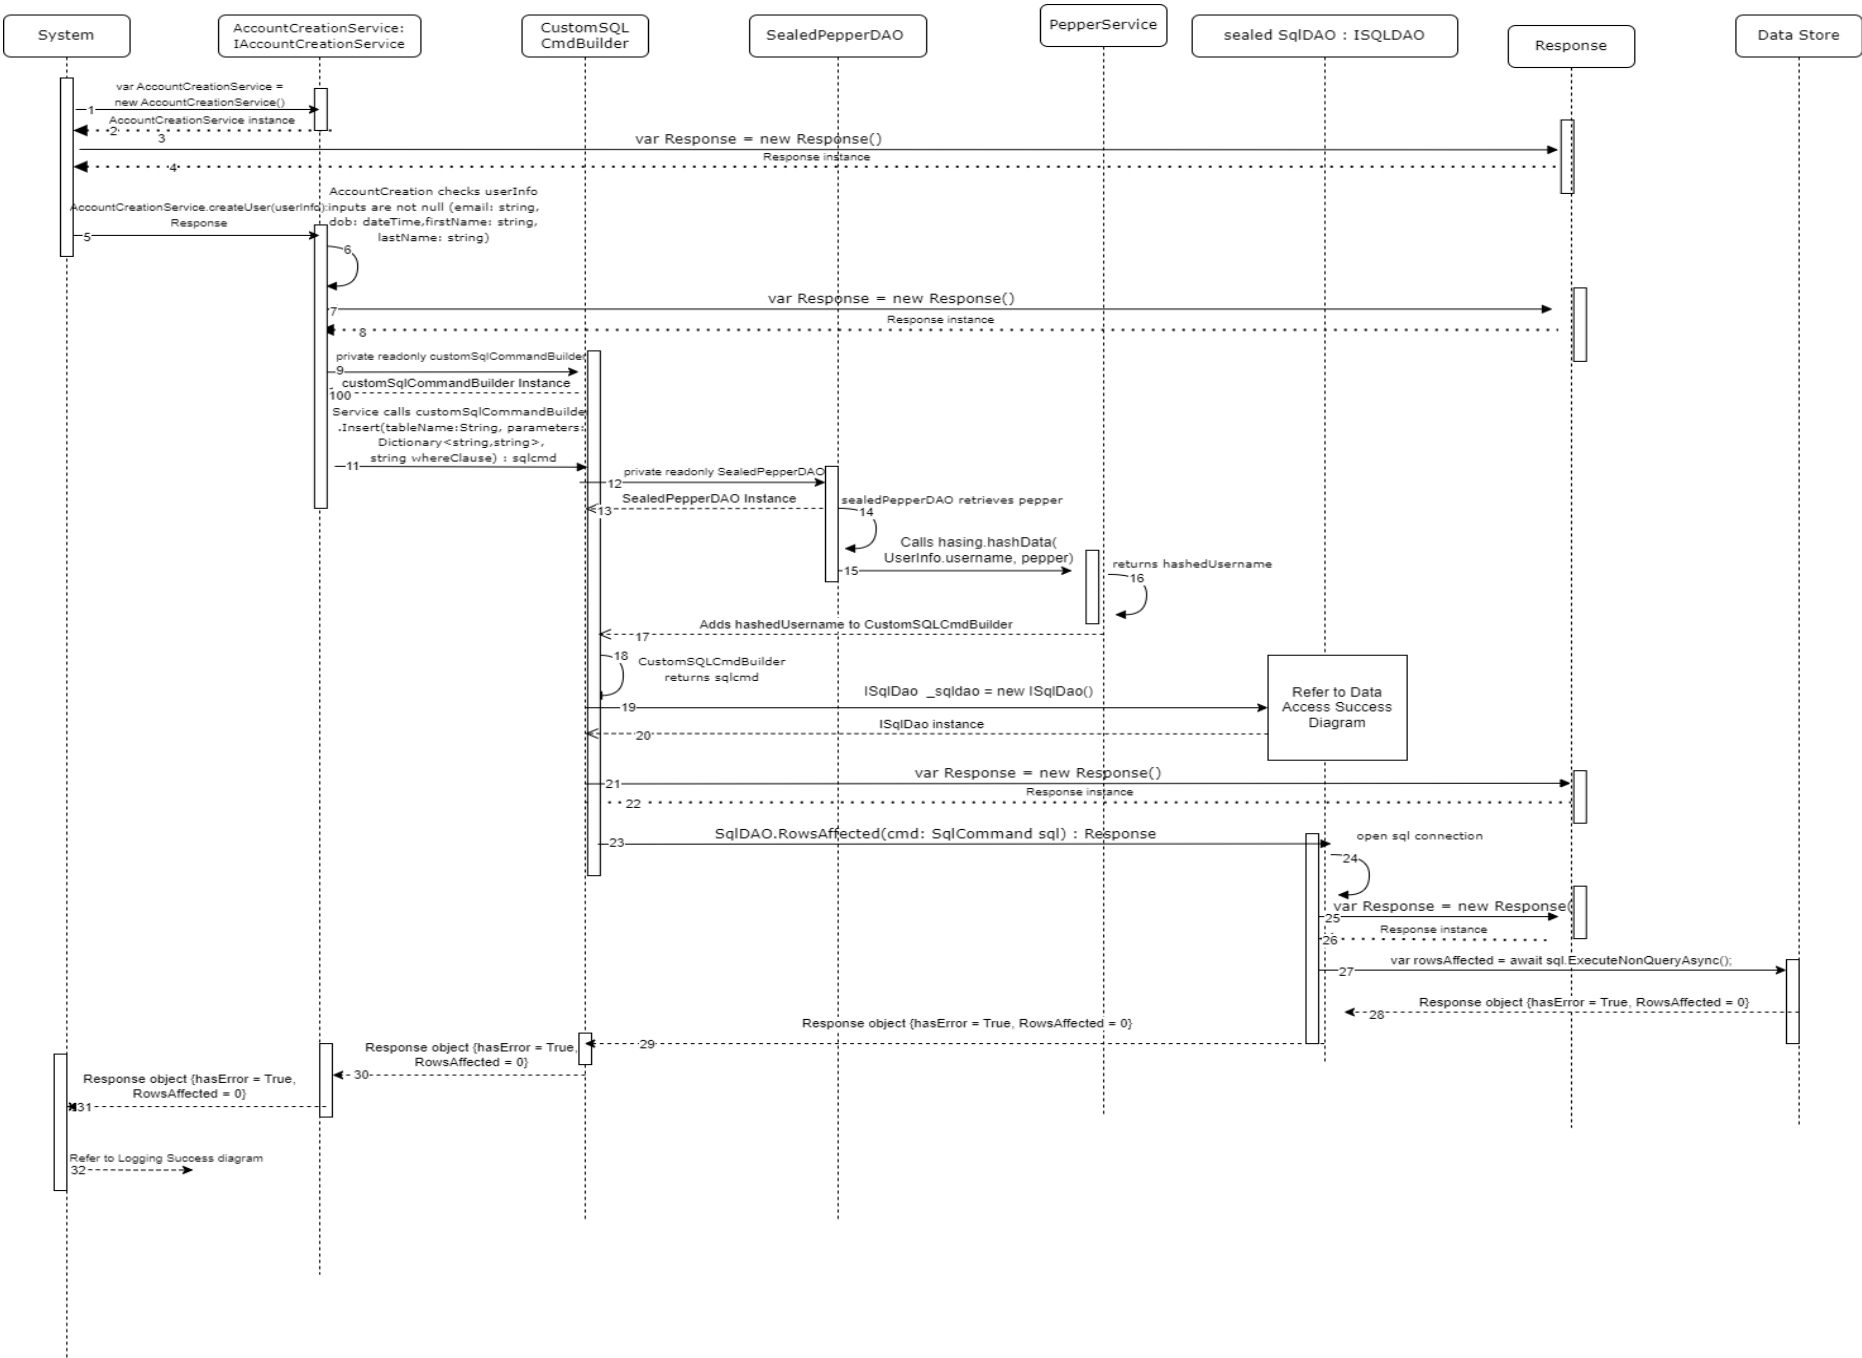 System
AccountCreationService:
IAccountCreationService
CustomSQL
CmdBuilder
SealedPepperDAO
PepperService
sealed SqlDAO : ISQLDAO
Response
Data Store
var AccountCreationService =
new AccountCreationService()
1
AccountCreationService instance
2
3
var Response = new Response()
Response instance
4
AccountCreationService.createUser(userInfo):
Response
5
AccountCreation checks userInfo
inputs are not null (email: string,
dob: dateTime,firstName: string,
lastName: string)
6
var Response = new Response()
7
Response instance
8
private readonly customSqlCommandBuilder
9
customSqlCommandBuilder Instance
100
Service calls customSqlCommandBuilde
.Insert(tableName:String, parameters:
Dictionary<string,string>,
string whereClause) : sqlcmd
11
private readonly SealedPepperDAO
12
SealedPepperDAO Instance
13
sealedPepperDAO retrieves pepper
14
Calls hasing.hashData(
UserInfo.username, pepper)
15
returns hashedUsername
16
Adds hashedUsername to CustomSQLCmdBuilder
17
18
CustomSQLCmdBuilder
returns sqlcmd
ISqlDao _sqldao = new ISqlDao()
19
Refer to Data
Access Success
Diagram
ISqlDao instance
20
var Response = new Response()
21
Response instance
22
SqlDAO.RowsAffected(cmd: SqlCommand sql) : Response
23
open sql connection
24
var Response = new Response(
25
Response instance
26
var rowsAffected = await sql.ExecuteNonQueryAsync();
27
Response object {hasError = True, RowsAffected = 0}
28
Response object {hasError = True, RowsAffected = 0}
29
Response object {hasError = True,
RowsAffected = 0}
30
Response object {hasError = True,
RowsAffected = 0}
31
Refer to Logging Success diagram
32